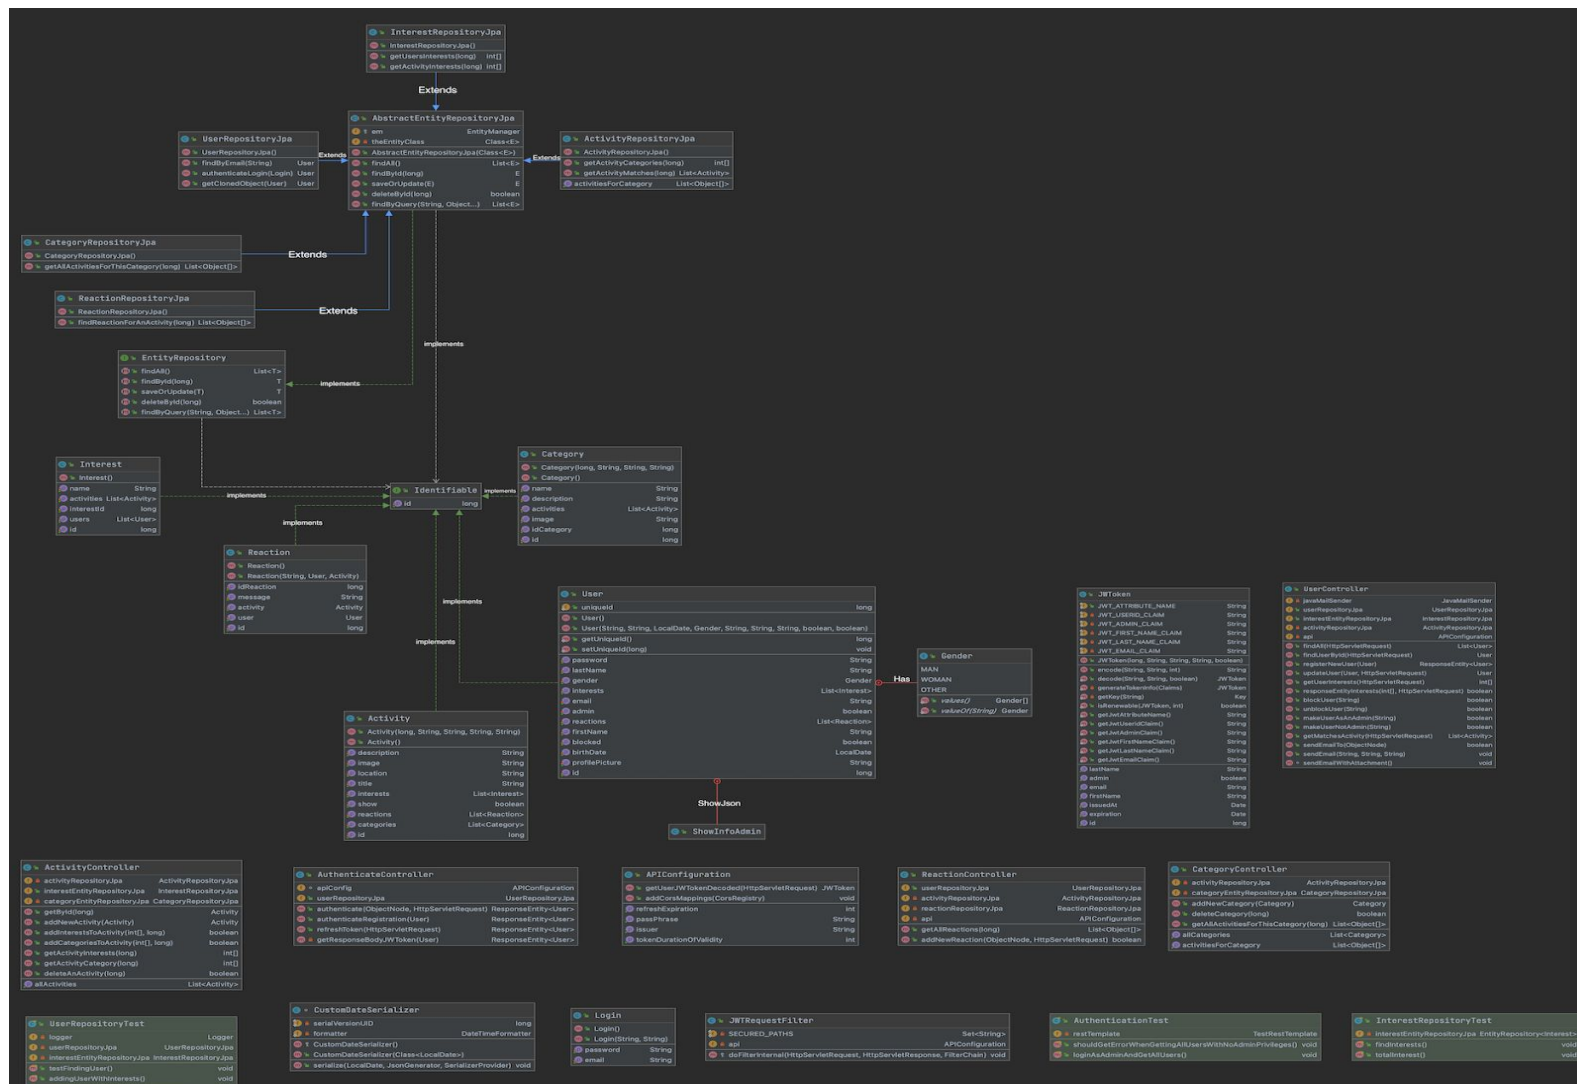 InterestRepositoryJpa
InterestRepositoryJpa()
getUsersInterests(long) int[]
getActivityInterests(long) int[]
Extends
AbstractEntityRepositoryJpa
em EntityManager
theEntityClass Class<E>
AbstractEntityRepositoryJpa(Class<E>)
findAll() List<E>
findById(long) E
saveOrUpdate(E) E
deleteById(long) boolean
findByQuery(String, Object...) List<E>
UserRepositoryJpa
UserRepositoryJpa()
findByEmail(String) User
authenticateLogin(Login) User
getClonedObject(User) User
Extends
ActivityRepositoryJpa
ActivityRepositoryJpa()
getActivityCategories(long) int[]
getActivityMatches(long) List<Activity>
activitiesForCategory List<Object[]>
Extends
CategoryRepositoryJpa
CategoryRepositoryJpa()
getAllActivitiesForThisCategory(long) List<Object[]>
Extends
ReactionRepositoryJpa
ReactionRepositoryJpa()
findReactionForAnActivity(long) List<Object[]>
Extends
implements
EntityRepository
findAll() List<T>
findById(long) T
saveOrUpdate(T) T
deleteById(long) boolean
findByQuery(String, Object...) List<T>
implements
Interest
Interest()
name String
activities List<Activity>
interestId long
users List<User>
id long
implements
Identifiable
id long
implements
Category
Category(long, String, String, String)
Category()
name String
description String
activities List<Activity>
image String
idCategory long
id long
implements
Reaction
Reaction()
Reaction(String, User, Activity)
idReaction long
message String
activity Activity
user User
id long
implements
implements
User
uniqueId long
User()
User(String, String, LocalDate, Gender, String, String, String, boolean, boolean)
getUniqueId() long
setUniqueId(long) void
password String
lastName String
gender Gender
interests List<Interest>
email String
admin boolean
reactions List<Reaction>
firstName String
blocked boolean
birthDate LocalDate
profilePicture String
id long
Has
Gender
MAN
WOMAN
OTHER
values() Gender[]
valueOf(String) Gender
ShowJson
ShowInfoAdmin
Activity
Activity(long, String, String, String, String)
Activity()
description String
image String
location String
title String
interests List<Interest>
show boolean
reactions List<Reaction>
categories List<Category>
id long
JWToken
JWT_ATTRIBUTE_NAME String
JWT_USERID_CLAIM String
JWT_ADMIN_CLAIM String
JWT_FIRST_NAME_CLAIM String
JWT_LAST_NAME_CLAIM String
JWT_EMAIL_CLAIM String
JWToken(long, String, String, String, boolean)
encode(String, String, int) String
decode(String, String, boolean) JWToken
generateTokenInfo(Claims) JWToken
getKey(String) Key
isRenewable(JWToken, int) boolean
getJwtAttributeName() String
getJwtUseridClaim() String
getJwtAdminClaim() String
getJwtFirstNameClaim() String
getJwtLastNameClaim() String
getJwtEmailClaim() String
lastName String
admin boolean
email String
firstName String
issuedAt Date
expiration Date
id long
UserController
javaMailSender JavaMailSender
userRepositoryJpa UserRepositoryJpa
interestEntityRepositoryJpa InterestRepositoryJpa
activityRepositoryJpa ActivityRepositoryJpa
api APIConfiguration
findAll(HttpServletRequest) List<User>
findUserById(HttpServletRequest) User
registerNewUser(User) ResponseEntity<User>
updateUser(User, HttpServletRequest) User
getUserInterests(HttpServletRequest) int[]
responseEntityInterests(int[], HttpServletRequest) boolean
blockUser(String) boolean
unblockUser(String) boolean
makeUserAsAnAdmin(String) boolean
makeUserNotAdmin(String) boolean
getMatchesActivity(HttpServletRequest) List<Activity>
sendEmailTo(ObjectNode) boolean
sendEmail(String, String, String) void
sendEmailWithAttachment() void
ActivityController
activityRepositoryJpa ActivityRepositoryJpa
interestEntityRepositoryJpa InterestRepositoryJpa
categoryEntityRepositoryJpa CategoryRepositoryJpa
getById(long) Activity
addNewActivity(Activity) Activity
addInterestsToActivity(int[], long) boolean
addCategoriesToActivity(int[], long) boolean
getActivityInterests(long) int[]
getActivityCategory(long) int[]
deleteAnActivity(long) boolean
allActivities List<Activity>
AuthenticateController
apiConfig APIConfiguration
userRepositoryJpa UserRepositoryJpa
authenticate(ObjectNode, HttpServletRequest) ResponseEntity<User>
authenticateRegistration(User) ResponseEntity<User>
refreshToken(HttpServletRequest) ResponseEntity<User>
getResponseBodyJWToken(User) ResponseEntity<User>
APIConfiguration
getUserJWTokenDecoded(HttpServletRequest) JWToken
addCorsMappings(CorsRegistry) void
refreshExpiration int
passPhrase String
issuer String
tokenDurationOfValidity int
ReactionController
userRepositoryJpa UserRepositoryJpa
activityRepositoryJpa ActivityRepositoryJpa
reactionRepositoryJpa ReactionRepositoryJpa
api APIConfiguration
getAllReactions(long) List<Object[]>
addNewReaction(ObjectNode, HttpServletRequest) boolean
CategoryController
activityRepositoryJpa ActivityRepositoryJpa
categoryEntityRepositoryJpa CategoryRepositoryJpa
addNewCategory(Category) Category
deleteCategory(long) boolean
getAllActivitiesForThisCategory(long) List<Object[]>
allCategories List<Category>
activitiesForCategory List<Object[]>
UserRepositoryTest
logger Logger
userRepositoryJpa UserRepositoryJpa
interestEntityRepositoryJpa InterestRepositoryJpa
testFindingUser() void
addingUserWithInterests() void
CustomDateSerializer
serialVersionUID long
formatter DateTimeFormatter
CustomDateSerializer()
CustomDateSerializer(Class<LocalDate>)
serialize(LocalDate, JsonGenerator, SerializerProvider) void
Login
Login()
Login(String, String)
password String
email String
JWTRequestFilter
SECURED_PATHS Set<String>
api APIConfiguration
doFilterInternal(HttpServletRequest, HttpServletResponse, FilterChain) void
AuthenticationTest
restTemplate TestRestTemplate
shouldGetErrorWhenGettingAllUsersWithNoAdminPrivileges() void
loginAsAdminAndGetAllUsers() void
InterestRepositoryTest
interestEntityRepositoryJpa EntityRepository<Interest>
findInterests() void
totalInterest() void